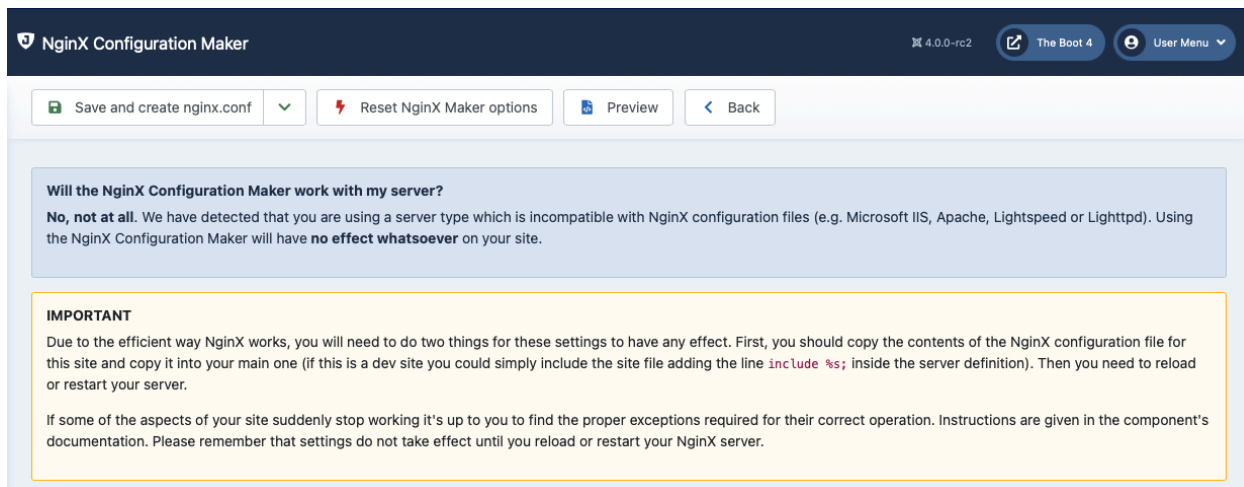 NginX Configuration Maker
4.0.0-rc2
The Boot 4
User Menu
Save and create nginx.conf
Reset NginX Maker options
Preview
Back
Will the NginX Configuration Maker work with my server?
No, not at all. We have detected that you are using a server type which is incompatible with NginX configuration files (e.g. Microsoft IIS, Apache, Lightspeed or Lighttpd). Using
the NginX Configuration Maker will have no effect whatsoever on your site.
IMPORTANT
Due to the efficient way NginX works, you will need to do two things for these settings to have any effect. First, you should copy the contents of the NginX configuration file for
this site and copy it into your main one (if this is a dev site you could simply include the site file adding the line include %s; inside the server definition). Then you need to reload
or restart your server.
If some of the aspects of your site suddenly stop working it's up to you to find the proper exceptions required for their correct operation. Instructions are given in the component's
documentation. Please remember that settings do not take effect until you reload or restart your NginX server.